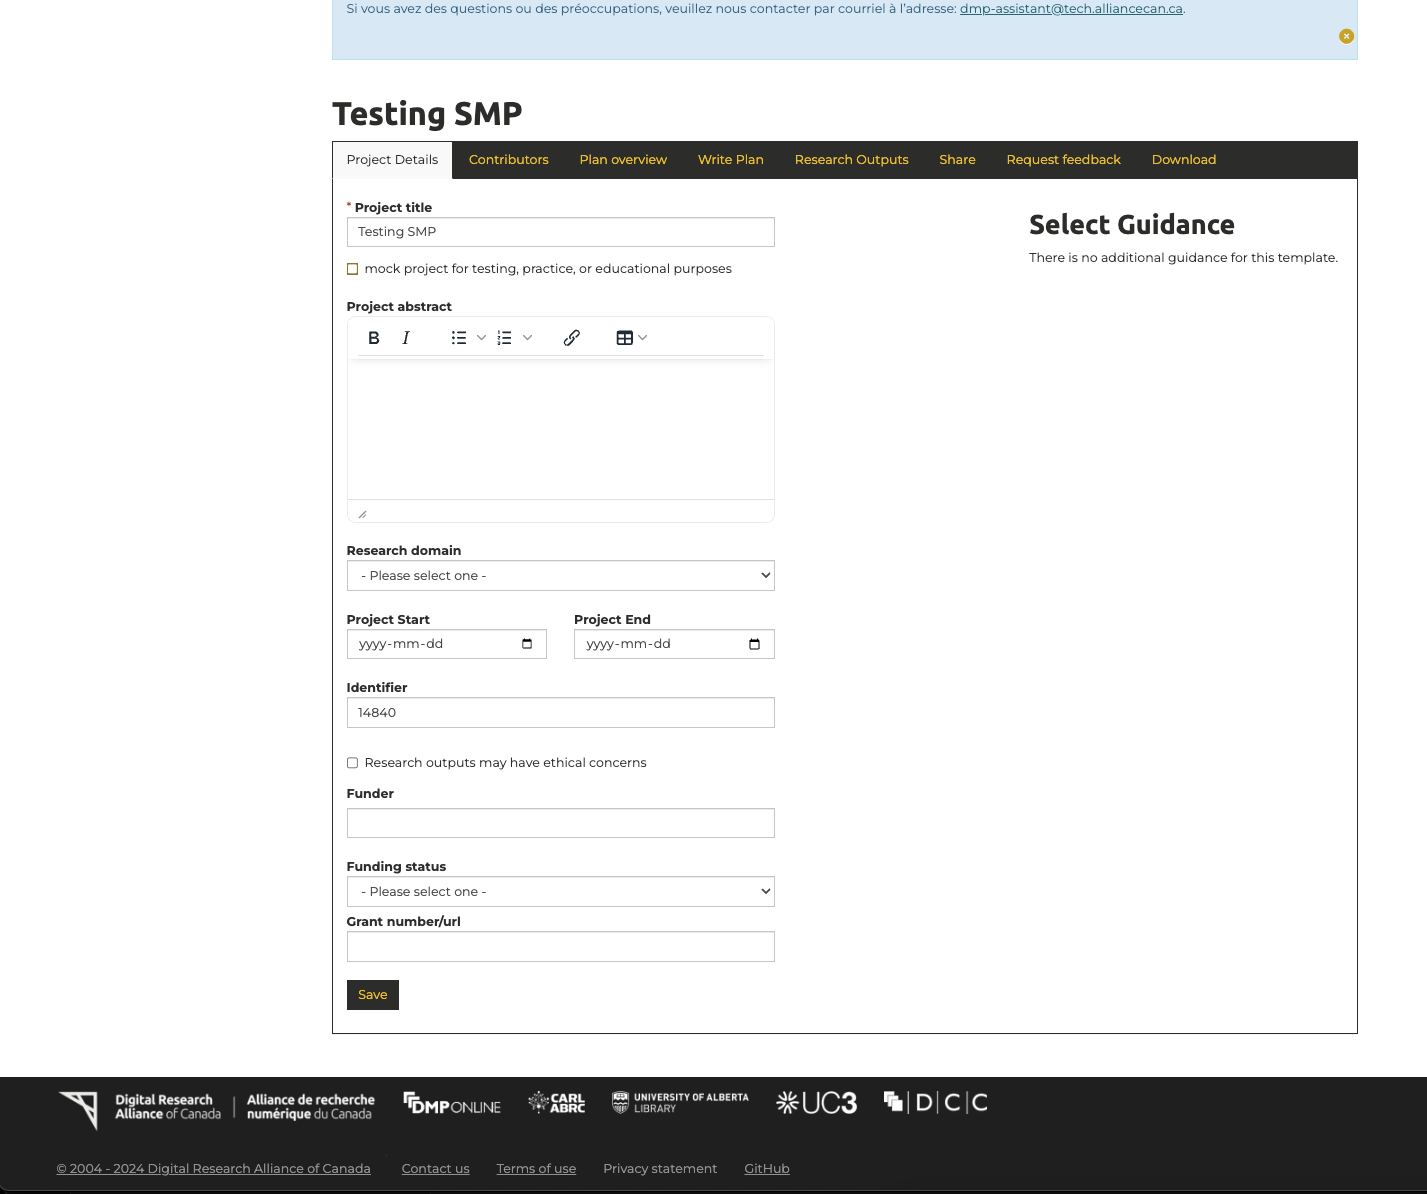 Si vous avez des questions ou des préoccupations, veuillez nous contacter par courriel à l'adresse: dmp-assistant@tech.alliancecan.ca.
Testing SMP
Project Details Contributors Plan overview Write Plan Research Outputs Share Request feedback Download
* Project title
Testing SMP
mock project for testing, practice, or educational purposes
Project abstract
B I
Research domain
- Please select one -
Project Start Project End
yyyy-mm-dd yyyy-mm-dd
Identifier
14840
Research outputs may have ethical concerns
Funder
Funding status
- Please select one -
Grant number/url
Save
Select Guidance
There is no additional guidance for this template.
Digital Research Alliance of Canada | Alliance de recherche numérique du Canada
DMPONLINE
CARL ABRC
UNIVERSITY OF ALBERTA LIBRARY
UC3
D|C|C
© 2004 - 2024 Digital Research Alliance of Canada Contact us Terms of use Privacy statement GitHub